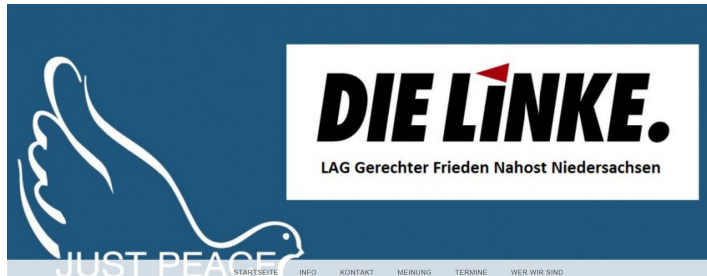 DIE LINKE.
LAG Gerechter Frieden Nahost Niedersachsen
JUST PEACE
STARTSEITE INFO KONTAKT MEINUNG TERMINE WER WIR SIND